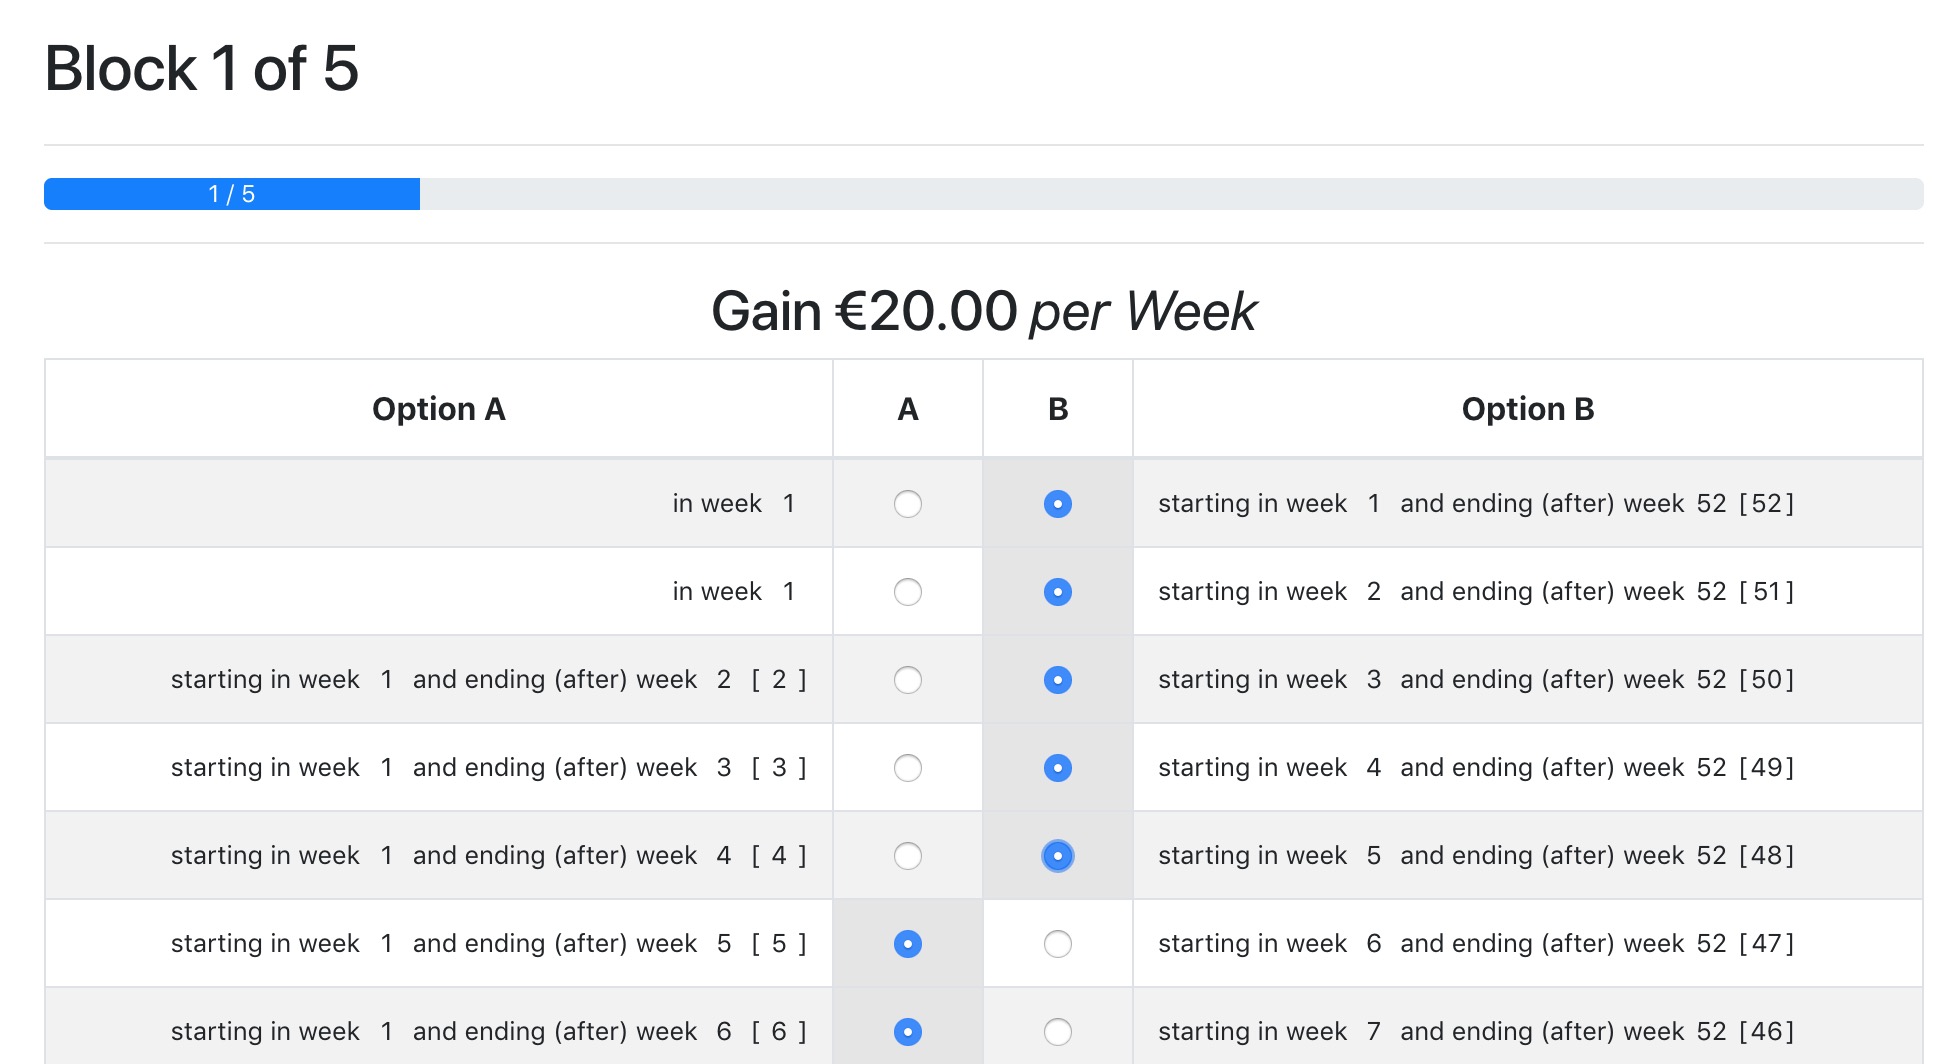 Block 1 of 5
1 / 5
Gain €20.00 per Week
Option A A B Option B
in week 1 starting in week 1 and ending (after) week 52 [52]
in week 1 starting in week 2 and ending (after) week 52 [51]
starting in week 1 and ending (after) week 2 [ 2 ] starting in week 3 and ending (after) week 52 [50]
starting in week 1 and ending (after) week 3 [ 3 ] starting in week 4 and ending (after) week 52 [49]
starting in week 1 and ending (after) week 4 [ 4 ] starting in week 5 and ending (after) week 52 [48]
starting in week 1 and ending (after) week 5 [ 5 ] starting in week 6 and ending (after) week 52 [47]
starting in week 1 and ending (after) week 6 [ 6 ] starting in week 7 and ending (after) week 52 [46]